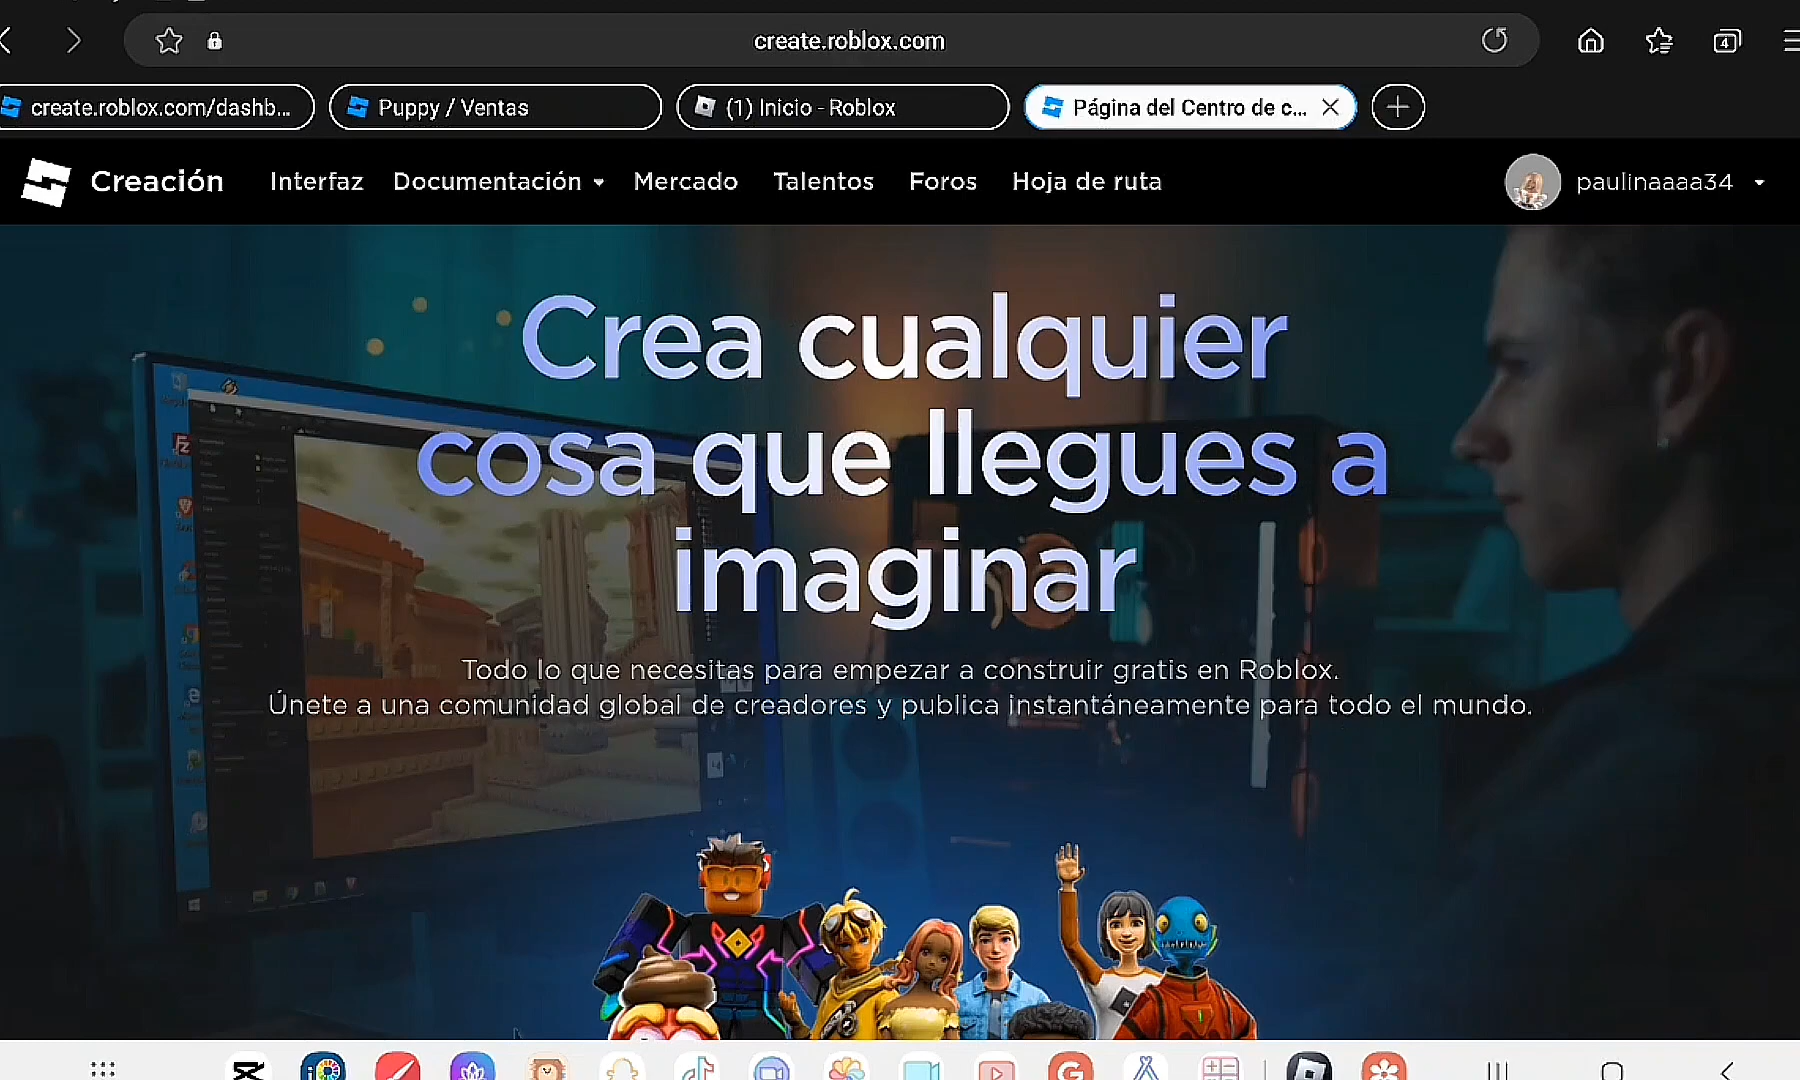 create.roblox.com
4
create.roblox.com/dashb...
Puppy / Ventas
(1) Inicio - Roblox
Página del Centro de c...
Creación
Interfaz
Documentación
Mercado
Talentos
Foros
Hoja de ruta
paulinaaaa34
Crea cualquier
cosa que llegues a
imaginar
Todo lo que necesitas para empezar a construir gratis en Roblox.
Únete a una comunidad global de creadores y publica instantáneamente para todo el mundo.